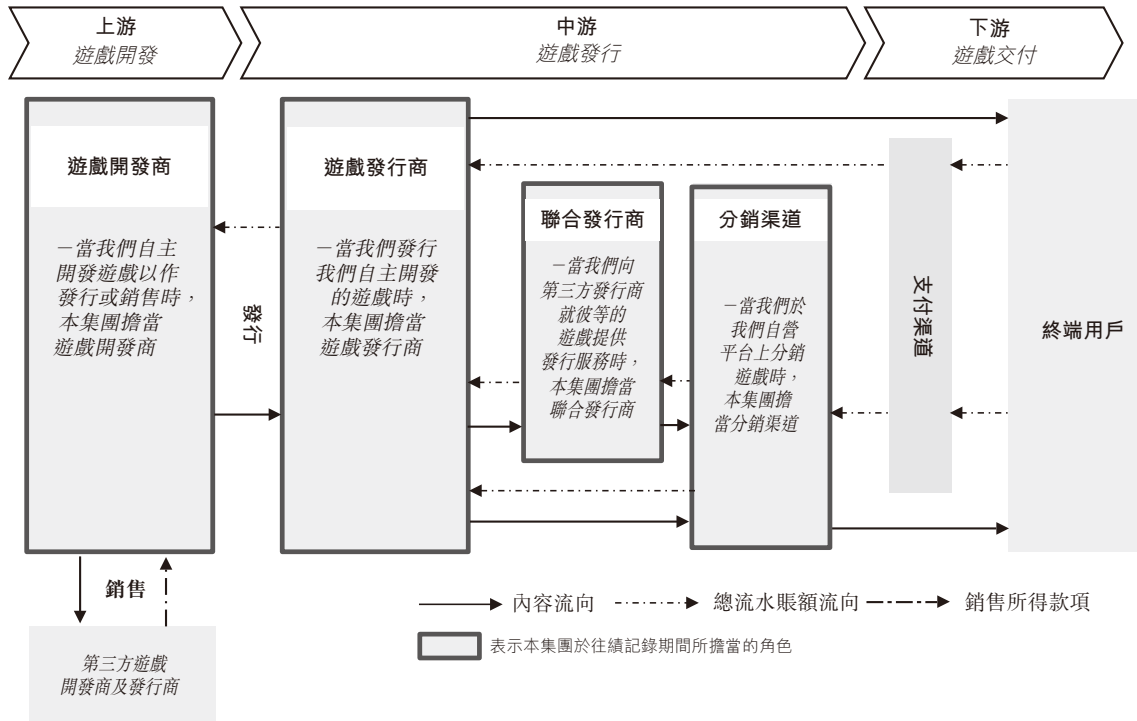 上游
遊戲開發
中游
遊戲發行
下游
遊戲交付
遊戲開發商
－當我們自主
開發遊戲以作
發行或銷售時，
本集團擔當
遊戲開發商
發行
遊戲發行商
－當我們發行
我們自主開發
的遊戲時，
本集團擔當
遊戲發行商
聯合發行商
－當我們向
第三方發行商
就彼等的
遊戲提供
發行服務時，
本集團擔當
聯合發行商
分銷渠道
－當我們於
我們自營
平台上分銷
遊戲時，
本集團擔
當分銷渠道
支付渠道
終端用戶
銷售
第三方遊戲
開發商及發行商
內容流向 總流水賬額流向 銷售所得款項
表示本集團於往績記錄期間所擔當的角色